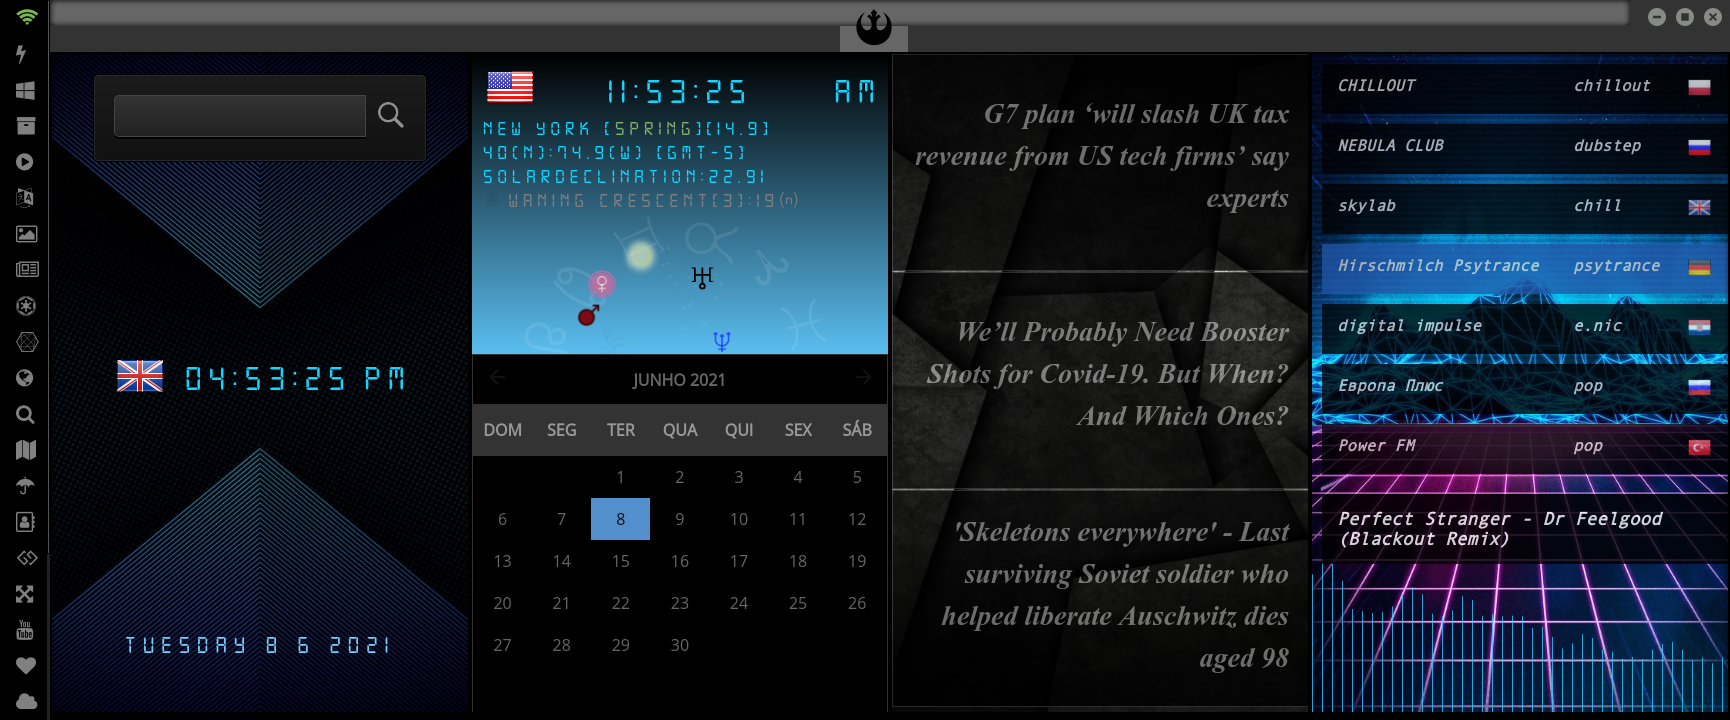 04:53:25 PM
TUESDAY 8 6 2021
11:53:25 AM
NEW YORK [SPRING][14.9]
40(N):74.9(W) [GMT-5]
SOLARDECLINATION:22.91
WANING CRESCENT[3]:19(n)
JUNHO 2021
DOM SEG TER QUA QUI SEX SÁB
1 2 3 4 5
6 7 8 9 10 11 12
13 14 15 16 17 18 19
20 21 22 23 24 25 26
27 28 29 30
G7 plan ‘will slash UK tax
revenue from US tech firms’ say
experts
We’ll Probably Need Booster
Shots for Covid-19. But When?
And Which Ones?
'Skeletons everywhere' - Last
surviving Soviet soldier who
helped liberate Auschwitz dies
aged 98
CHILLOUT chillout
NEBULA CLUB dubstep
skylab chill
Hirschmilch Psytrance psytrance
digital impulse e.nic
Европа Плюс pop
Power FM pop
Perfect Stranger - Dr Feelgood
(Blackout Remix)
You
Tube